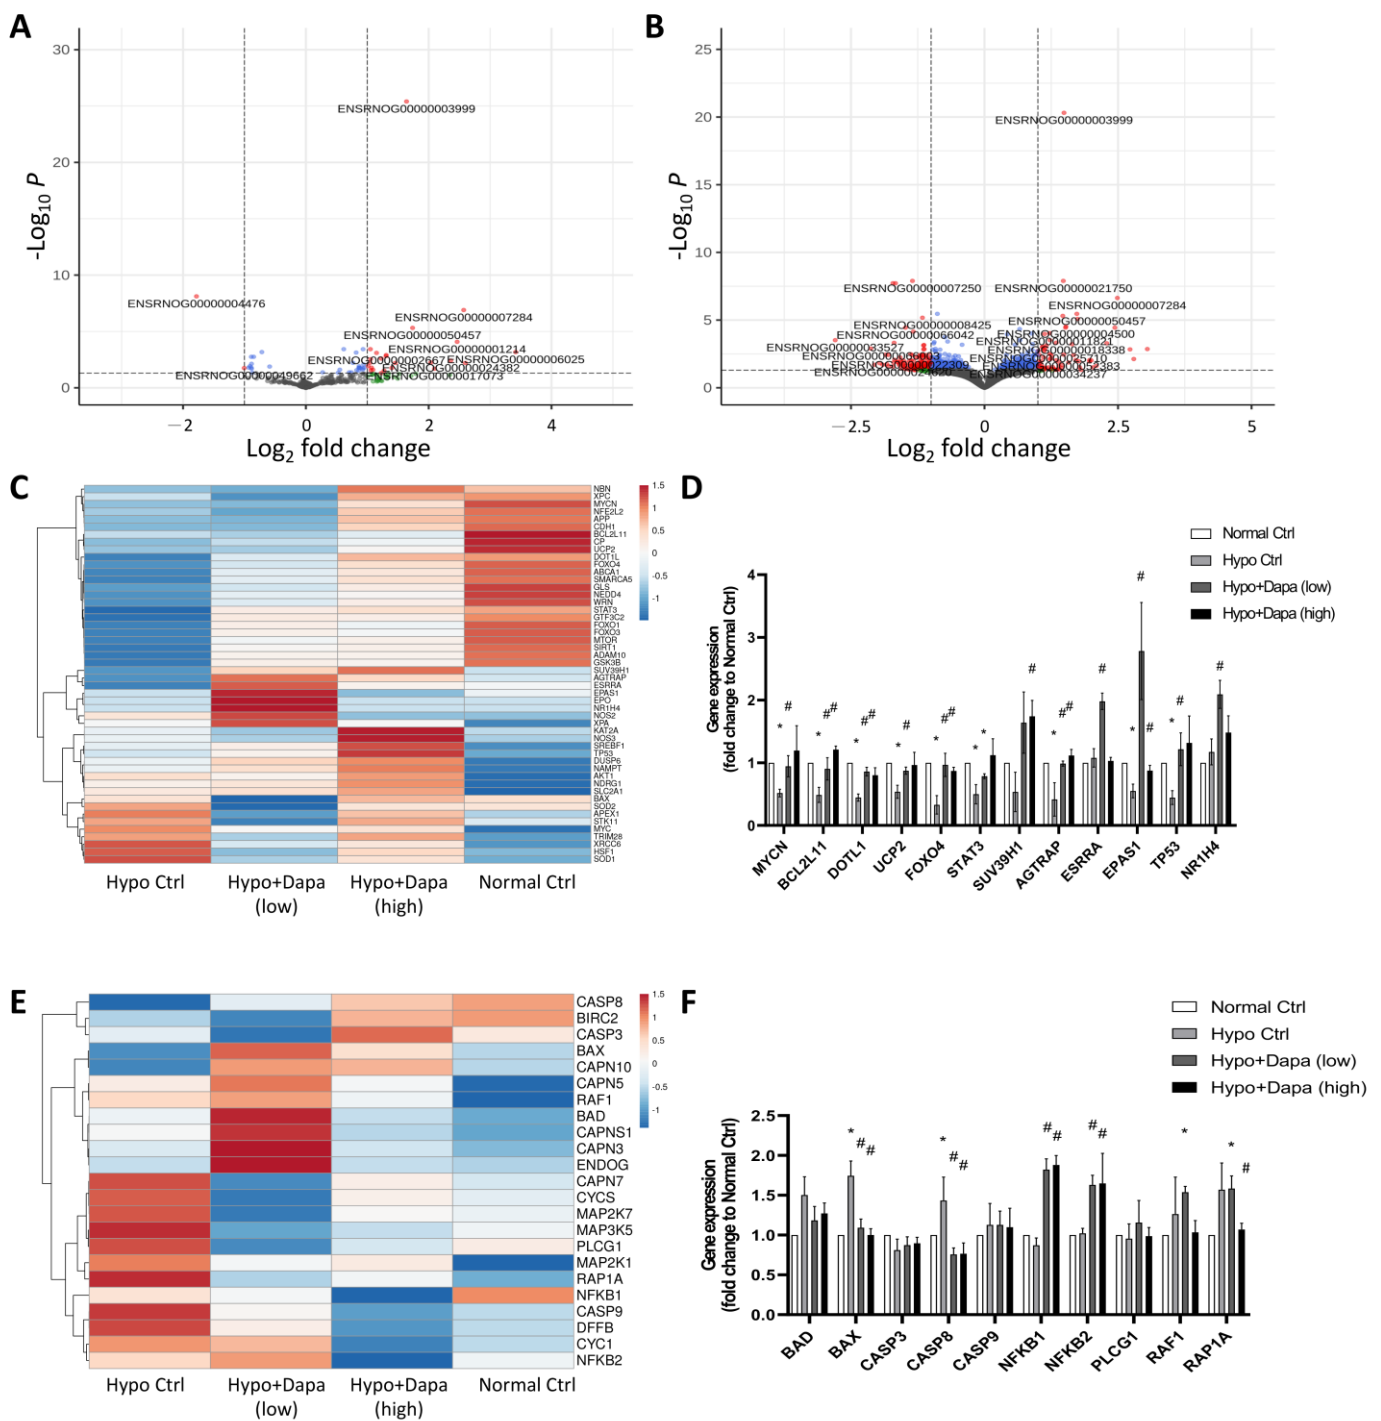 A
B
30
20
10
0
-Log10 P
ENSRNOG00000003999
ENSRNOG00000004476
ENSRNOG00000007284
ENSRNOG00000050457
ENSRNOG00000001214
ENSRNOG00000006025
ENSRNOG00000024382
ENSRNOG00000049662
ENSRNOG00000017073
−2
0
2
4
Log2 fold change
25
20
15
10
5
0
-Log10 P
ENSRNOG00000003999
ENSRNOG00000007250
ENSRNOG00000021750
ENSRNOG00000007284
ENSRNOG00000008425
ENSRNOG00000050457
ENSRNOG00000066042
ENSRNOG00000004500
ENSRNOG00000033527
ENSRNOG00000018338
ENSRNOG00000034237
−2.5
0
2.5
5
Log2 fold change
C
1.5
1
0.5
0
-0.5
-1
NBN
XPC
MYCN
NFE2L2
APP
CDH1
BCL2L11
CP
UCP2
DOT1L
FOXO4
ABCA1
SMARCA5
GLS
NEDD4
WRN
STAT3
GTF3C2
FOXO1
FOXO3
MTOR
SIRT1
ADAM10
GSK3B
SUV39H1
AGTRAP
ESRRA
EPAS1
EPO
NR1H4
NOS2
XPA
KAT2A
NOS3
SREBF1
TP53
DUSP6
NAMPT
AKT1
NDRG1
SLC2A1
BAX
SOD2
APEX1
STK11
MYC
TRIM28
XRCC6
HSF1
SOD1
Hypo Ctrl
Hypo+Dapa
(low)
Hypo+Dapa
(high)
Normal Ctrl
D
Normal Ctrl
Hypo Ctrl
Hypo+Dapa (low)
Hypo+Dapa (high)
Gene expression
(fold change to Normal Ctrl)
4
3
2
1
0
* # * # # * # # * # * # # * * # * # # # * # # * # #
MYCN
BCL2L11
DOTL1
UCP2
FOXO4
STAT3
SUV39H1
AGTRAP
ESRRA
EPAS1
TP53
NR1H4
E
1.5
1
0.5
0
-0.5
-1
CASP8
BIRC2
CASP3
BAX
CAPN10
CAPN5
RAF1
BAD
CAPNS1
CAPN3
ENDOG
CAPN7
CYCS
MAP2K7
MAP3K5
PLCG1
MAP2K1
RAP1A
NFKB1
CASP9
DFFB
CYC1
NFKB2
Hypo Ctrl
Hypo+Dapa
(low)
Hypo+Dapa
(high)
Normal Ctrl
F
Normal Ctrl
Hypo Ctrl
Hypo+Dapa (low)
Hypo+Dapa (high)
Gene expression
(fold change to Normal Ctrl)
2.5
2.0
1.5
1.0
0.5
0.0
* # # * # # # # # # * * #
BAD
BAX
CASP3
CASP8
CASP9
NFKB1
NFKB2
PLCG1
RAF1
RAP1A